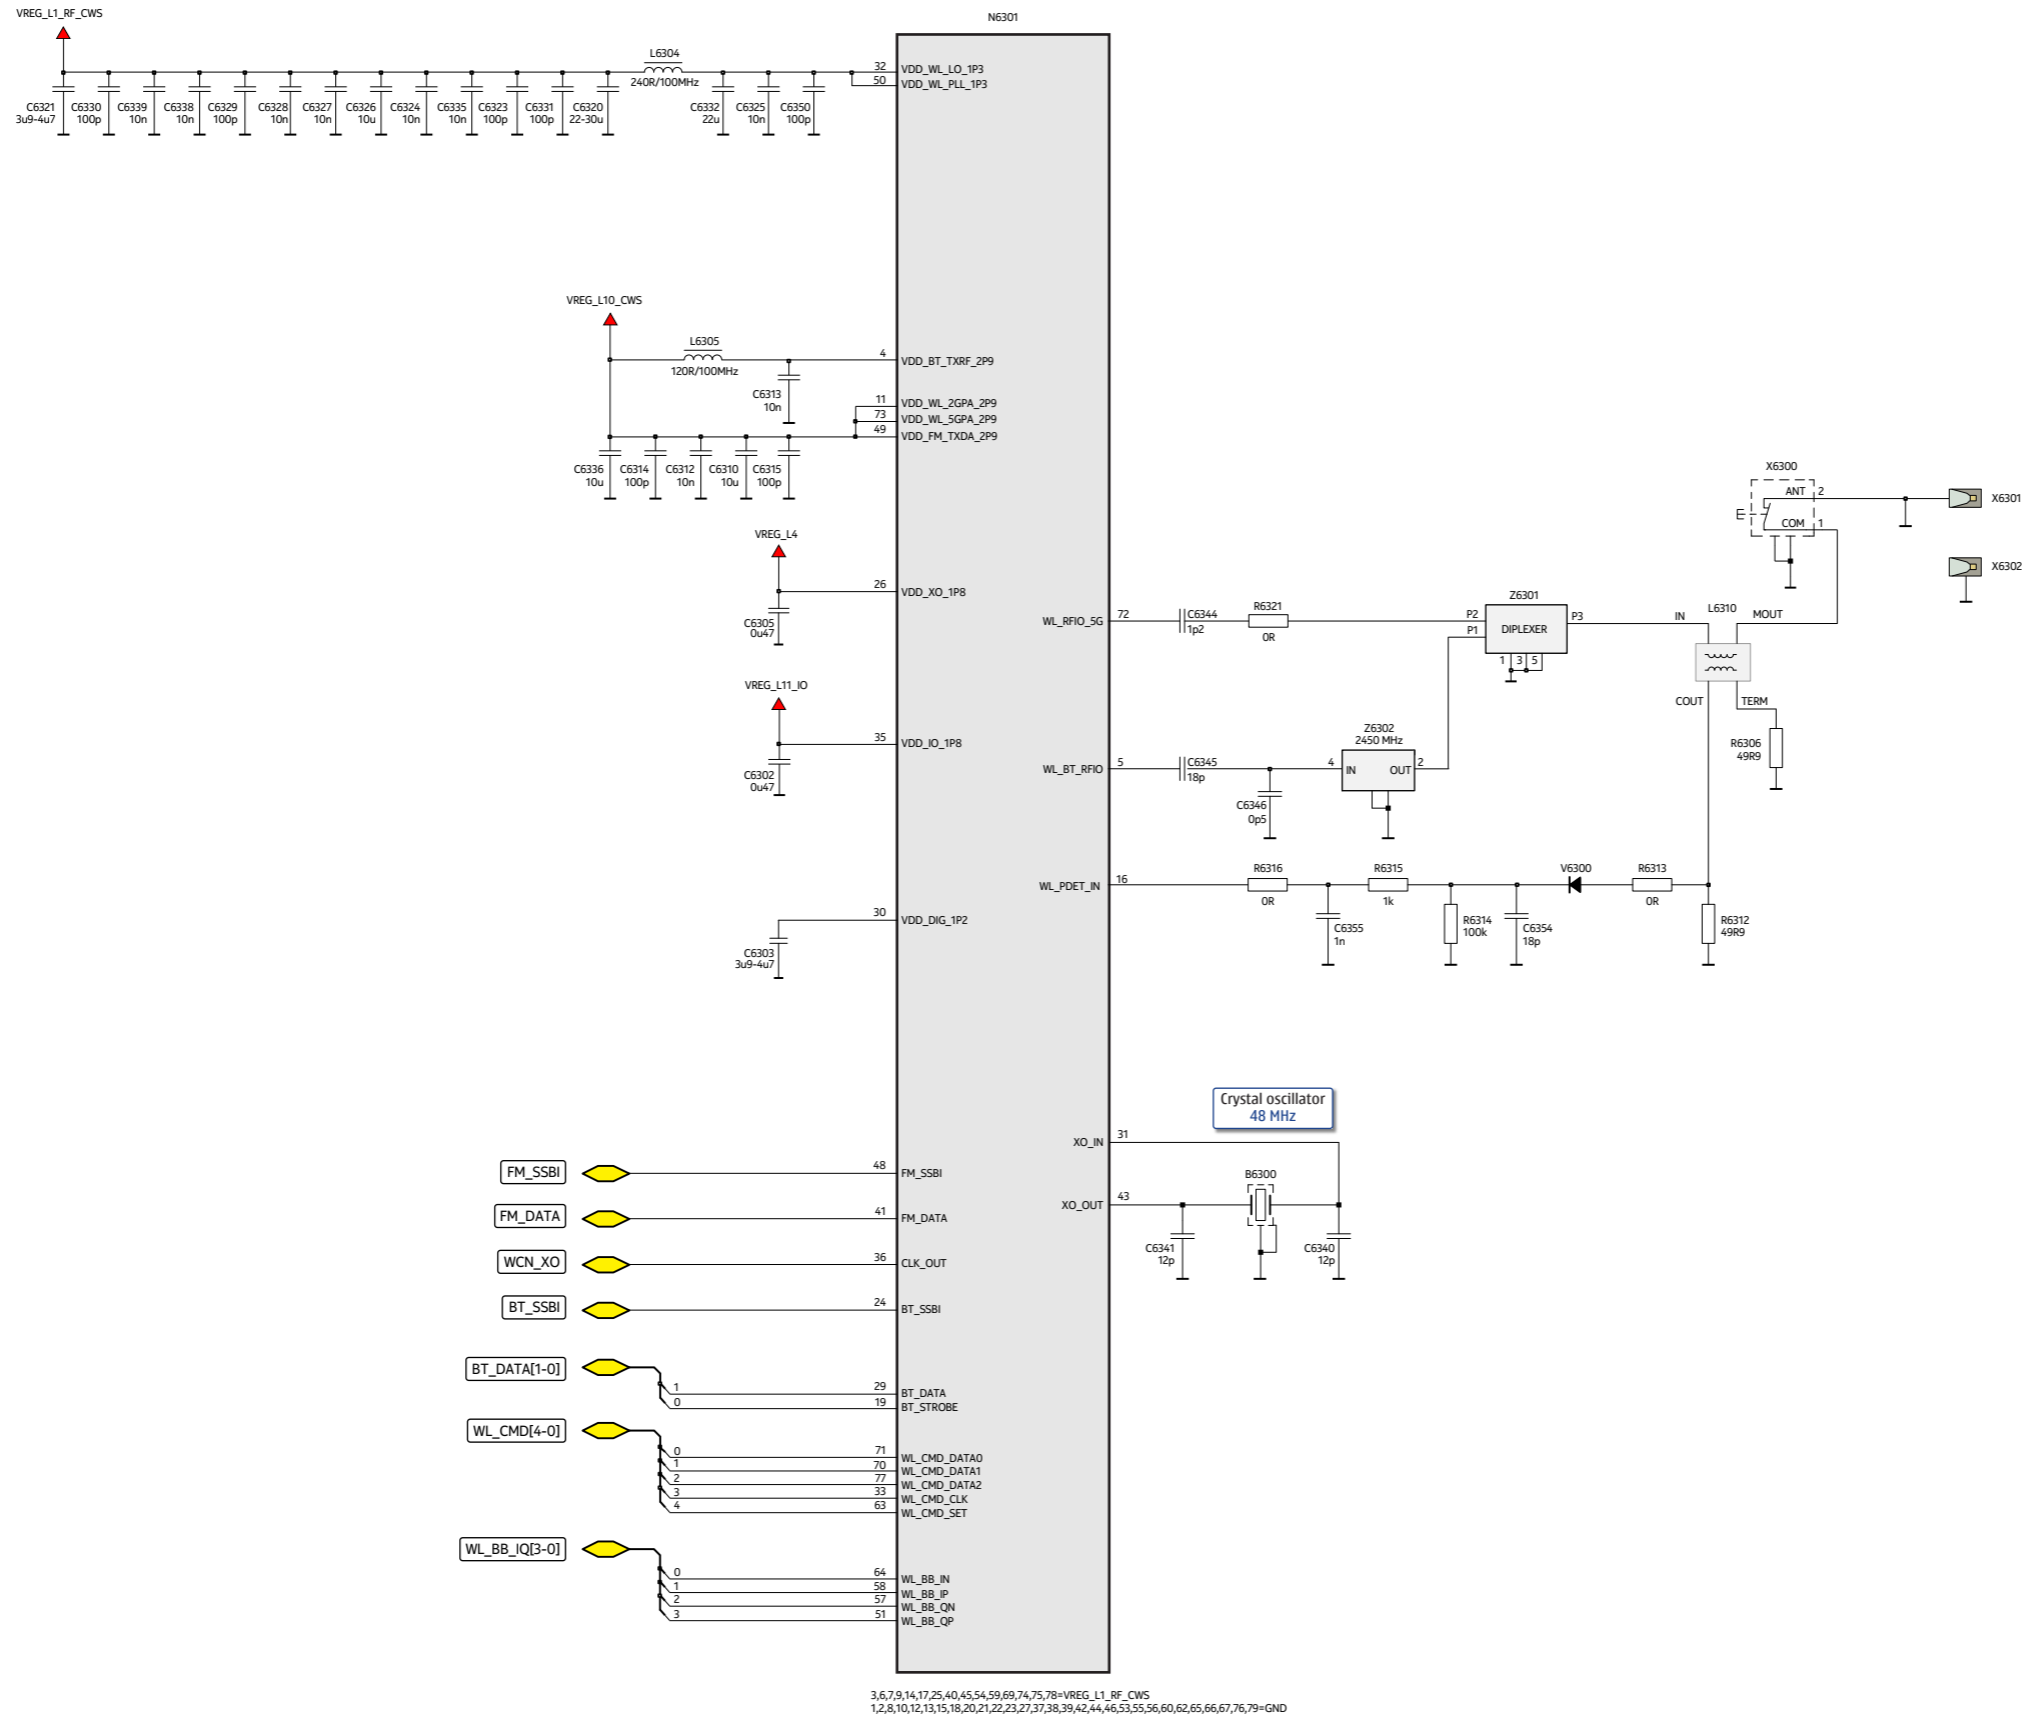 VREG_L1_RF_CWS
N6301
L6304
240R/100MHz
32 VDD_WL_LO_1P3
50 VDD_WL_PLL_1P3
C6321 C6330 C6339 C6338 C6329 C6328 C6327 C6326 C6324 C6335 C6323 C6331 C6320 C6332 C6325 C6350
3u9-4u7 100p 10n 10n 100p 10n 10n 10u 10n 10n 100p 100p 22-30u 22u 10n 100p
VREG_L10_CWS
L6305
120R/100MHz
4 VDD_BT_TXRF_2P9
C6313
10n
11 VDD_WL_2GPA_2P9
73 VDD_WL_5GPA_2P9
49 VDD_FM_TXDA_2P9
C6336 C6314 C6312 C6310 C6315
10u 100p 10n 10u 100p
VREG_L4
26 VDD_XO_1P8
C6305
0u47
VREG_L11_IO
35 VDD_IO_1P8
C6302
0u47
30 VDD_DIG_1P2
C6303
3u9-4u7
X6300
ANT 2
COM 1
X6301
X6302
WL_RFIO_5G 72
C6344
1p2
R6321
0R
P2
P1
Z6301
DIPLEXER
1 3 5
P3
IN
L6310
MOUT
COUT
TERM
R6306
49R9
WL_BT_RFIO 5
C6345
18p
C6346
0p5
Z6302
2450 MHz
4 IN OUT 2
WL_PDET_IN 16
R6316
0R
C6355
1n
R6315
1k
R6314
100k
C6354
18p
V6300
R6313
0R
R6312
49R9
Crystal oscillator
48 MHz
XO_IN 31
XO_OUT 43
B6300
C6341
12p
C6340
12p
FM_SSBI 48 FM_SSBI
FM_DATA 41 FM_DATA
WCN_XO 36 CLK_OUT
BT_SSBI 24 BT_SSBI
BT_DATA[1-0]
1 29 BT_DATA
0 19 BT_STROBE
WL_CMD[4-0]
0 71 WL_CMD_DATA0
1 70 WL_CMD_DATA1
2 77 WL_CMD_DATA2
3 33 WL_CMD_CLK
4 63 WL_CMD_SET
WL_BB_IQ[3-0]
0 64 WL_BB_IN
1 58 WL_BB_IP
2 57 WL_BB_QN
3 51 WL_BB_QP
3,6,7,9,14,17,25,40,45,54,59,69,74,75,78=VREG_L1_RF_CWS
1,2,8,10,12,13,15,18,20,21,22,23,27,37,38,39,42,44,46,53,55,56,60,62,65,66,67,76,79=GND